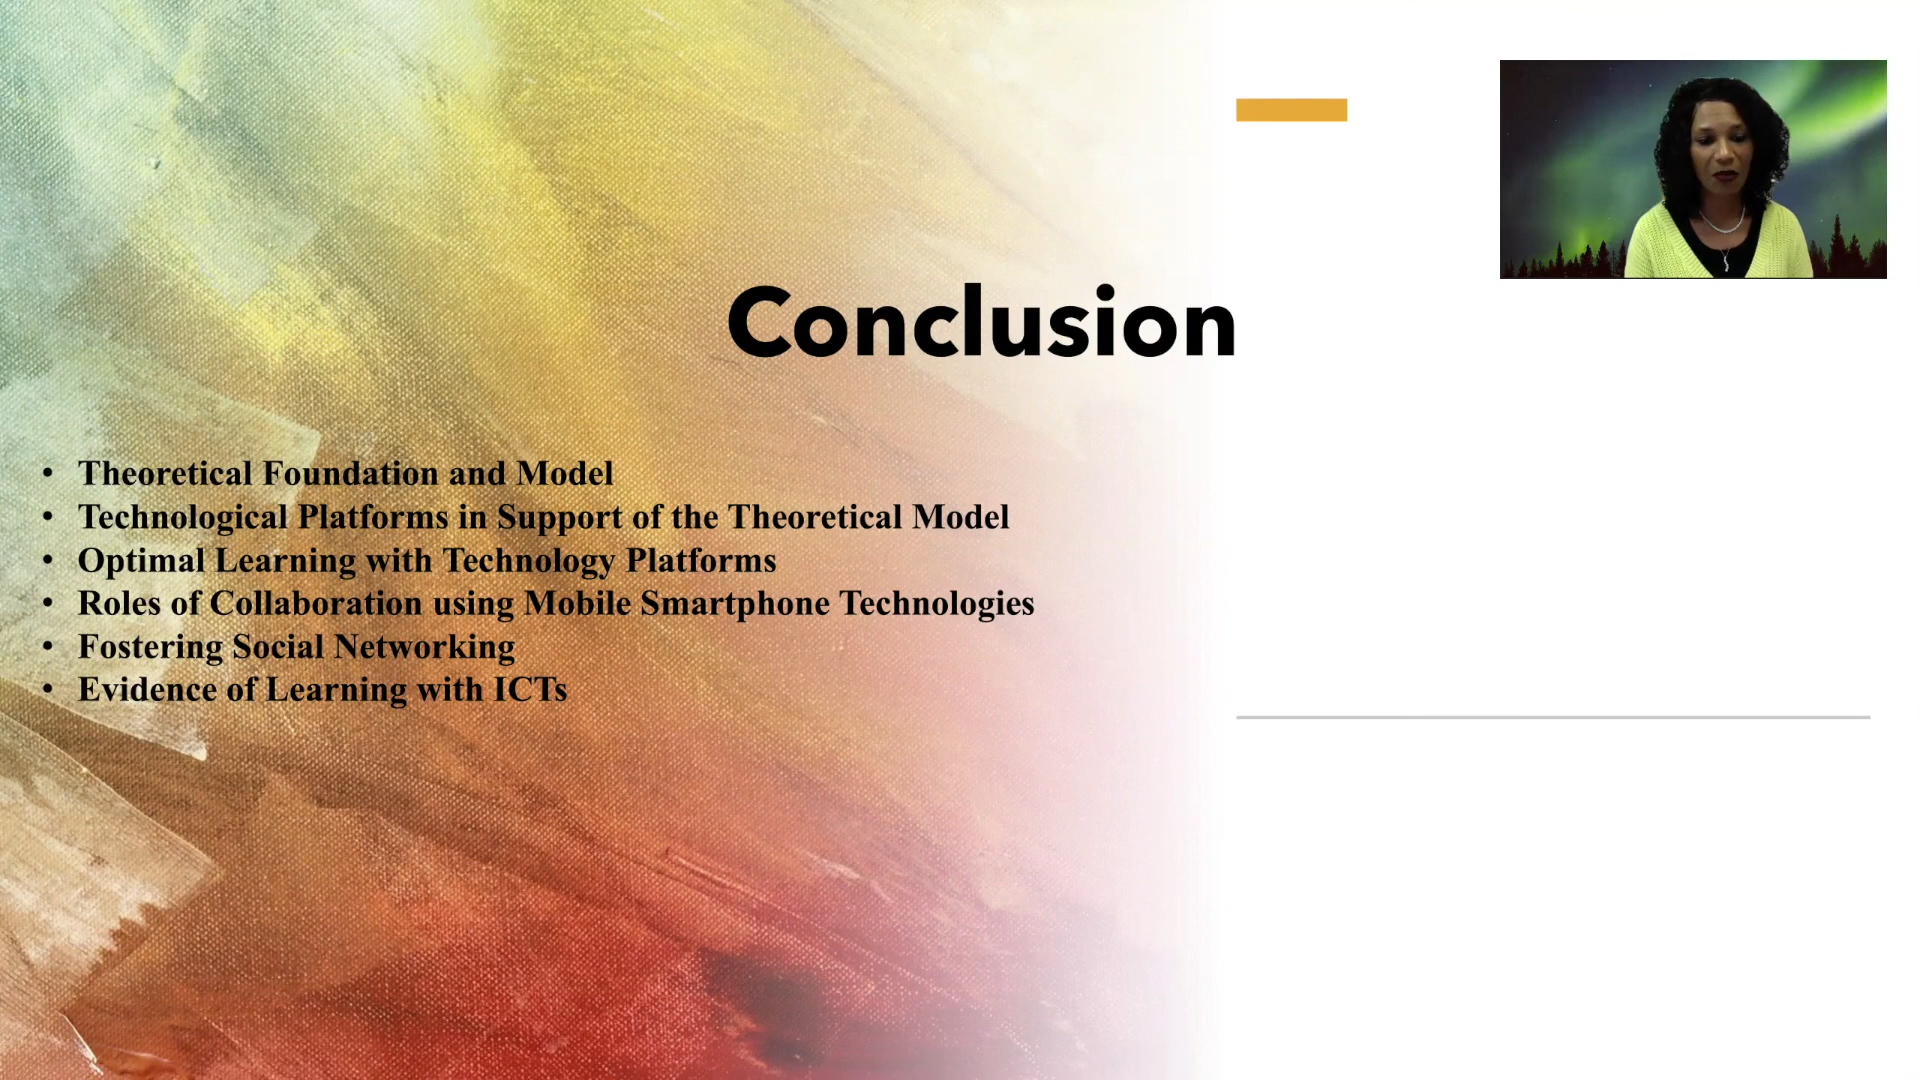 Conclusion
• Theoretical Foundation and Model
• Technological Platforms in Support of the Theoretical Model
• Optimal Learning with Technology Platforms
• Roles of Collaboration using Mobile Smartphone Technologies
• Fostering Social Networking
• Evidence of Learning with ICTs